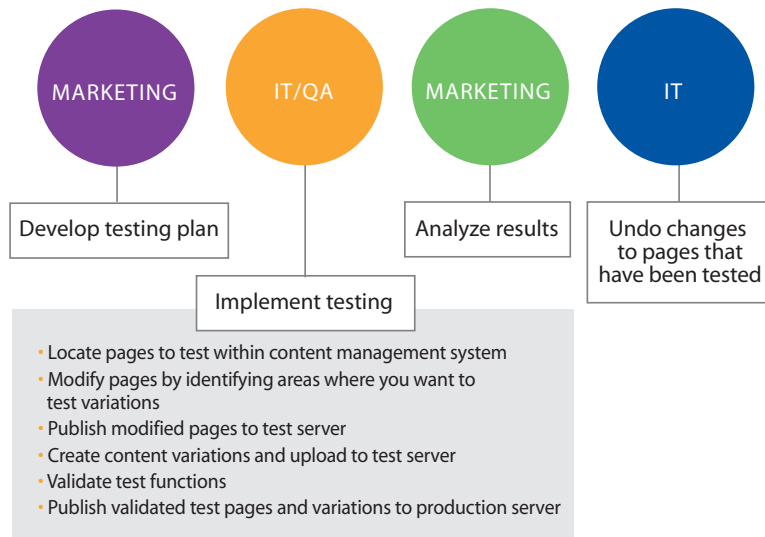 MARKETING
IT/QA
MARKETING
IT
Develop testing plan
Implement testing
Analyze results
Undo changes
to pages that
have been tested
• Locate pages to test within content management system
• Modify pages by identifying areas where you want to
test variations
• Publish modified pages to test server
• Create content variations and upload to test server
• Validate test functions
• Publish validated test pages and variations to production server